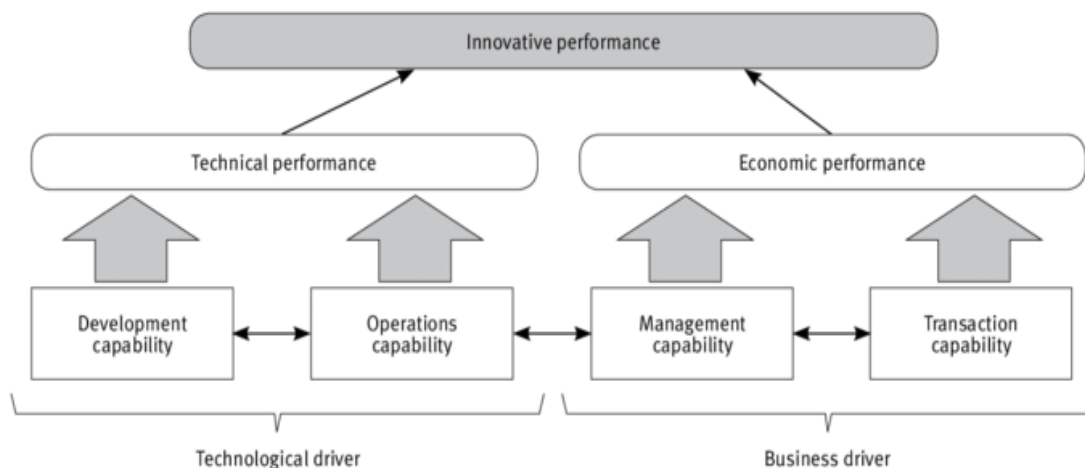 Innovative performance
Technical performance
Economic performance
Development
capability
Operations
capability
Management
capability
Transaction
capability
Technological driver
Business driver